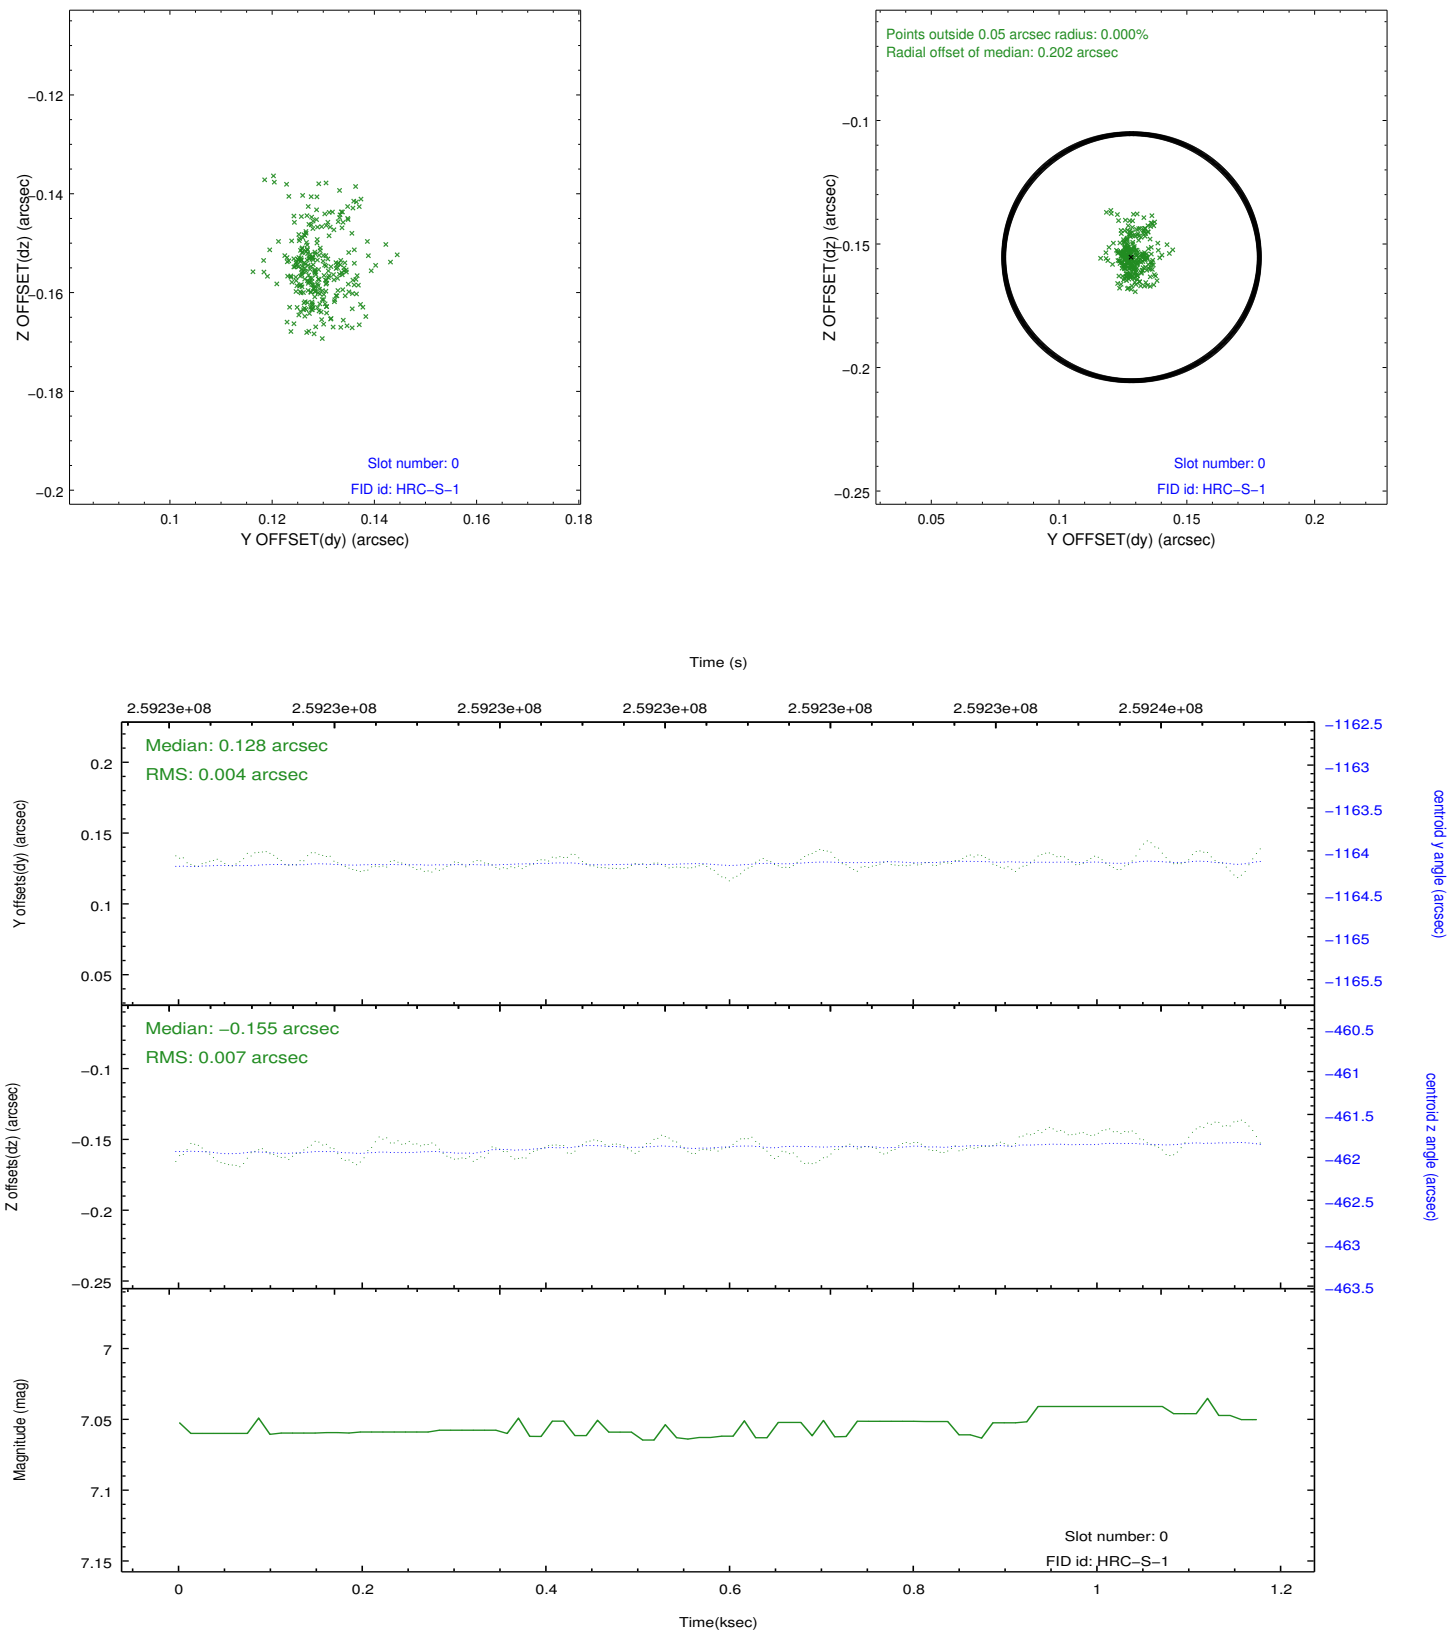 −0.12
−0.14
−0.16
−0.18
−0.2
Z OFFSET(dz) (arcsec)
0.1 0.12 0.14 0.16 0.18
Y OFFSET(dy) (arcsec)
Slot number: 0
FID id: HRC−S−1
Points outside 0.05 arcsec radius: 0.000%
Radial offset of median: 0.202 arcsec
−0.1
−0.15
−0.2
−0.25
Z OFFSET(dz) (arcsec)
Slot number: 0
FID id: HRC−S−1
0.05 0.1 0.15 0.2
Y OFFSET(dy) (arcsec)
Time (s)
2.5923e+08 2.5923e+08 2.5923e+08 2.5923e+08 2.5923e+08 2.5923e+08 2.5924e+08
Median: 0.128 arcsec
RMS: 0.004 arcsec
0.2
0.15
0.1
0.05
Y offsets(dy) (arcsec)
−1162.5
−1163
−1163.5
−1164
−1164.5
−1165
−1165.5
centroid y angle (arcsec)
Median: −0.155 arcsec
RMS: 0.007 arcsec
−0.1
−0.15
−0.2
−0.25
Z offsets(dz) (arcsec)
−460.5
−461
−461.5
−462
−462.5
−463
−463.5
centroid z angle (arcsec)
7
7.05
7.1
7.15
Magnitude (mag)
Slot number: 0
FID id: HRC−S−1
0 0.2 0.4 0.6 0.8 1 1.2
Time(ksec)